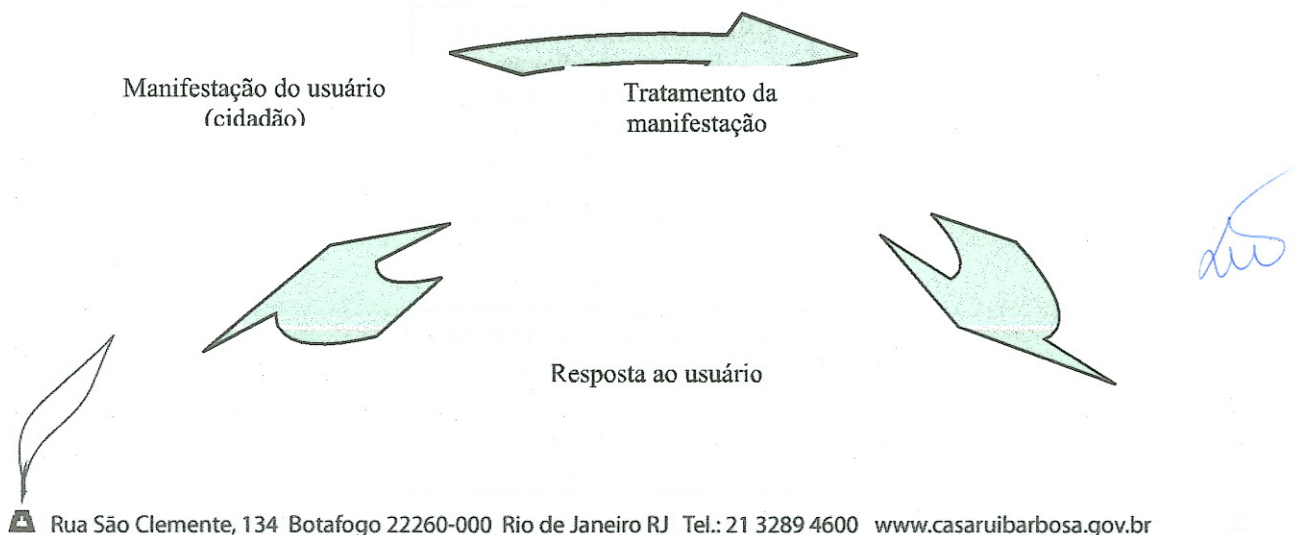 Manifestação do usuário
(cidadão)
Tratamento da
manifestação
Resposta ao usuário
Rua São Clemente, 134 Botafogo 22260-000 Rio de Janeiro RJ Tel.: 21 3289 4600 www.casaruibarbosa.gov.br